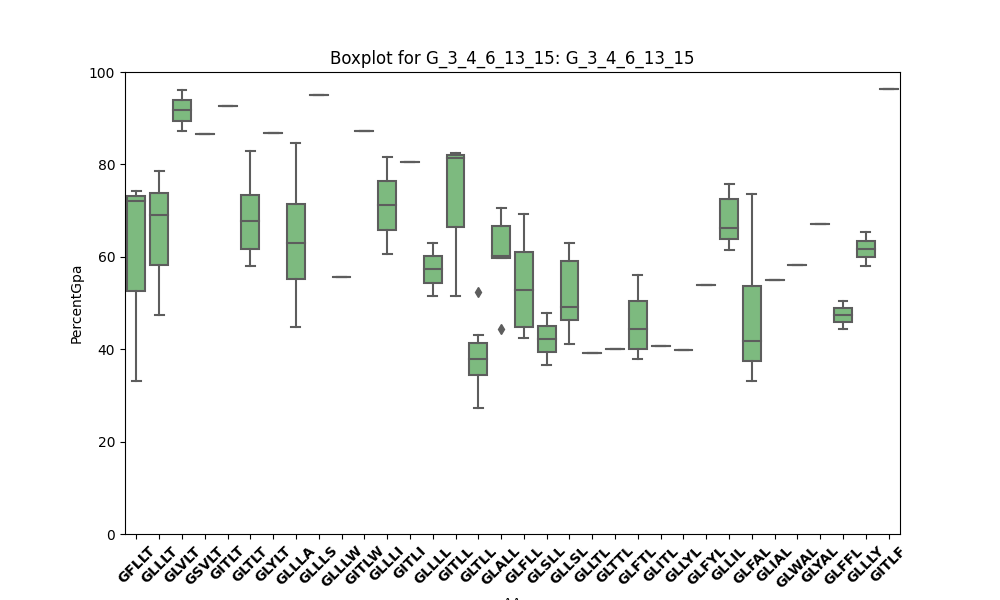 Boxplot for G_3_4_6_13_15: G_3_4_6_13_15
PercentGpa
100
80
60
40
20
0
GFLLT
GLLLT
GLVLT
GSVLT
GITLT
GLTLT
GLYLT
GLLLA
GLLLS
GLLLW
GITLW
GLLLI
GITLI
GLLLL
GITLL
GLTLL
GLALL
GLFLL
GLSLL
GLLSL
GLLTL
GLTTL
GLFTL
GLITL
GLLYL
GLFYL
GLLIL
GLFAL
GLIAL
GLWAL
GLYAL
GLFFL
GLLLY
GITLF